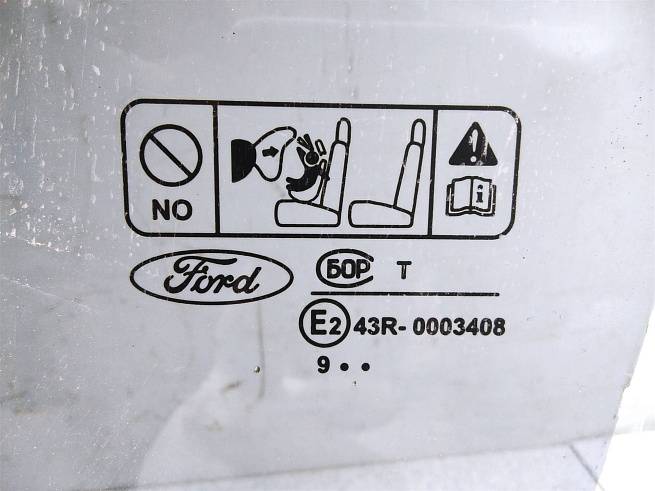 NO
i
Ford
БОР T
E2 43R-0003408
9 • •